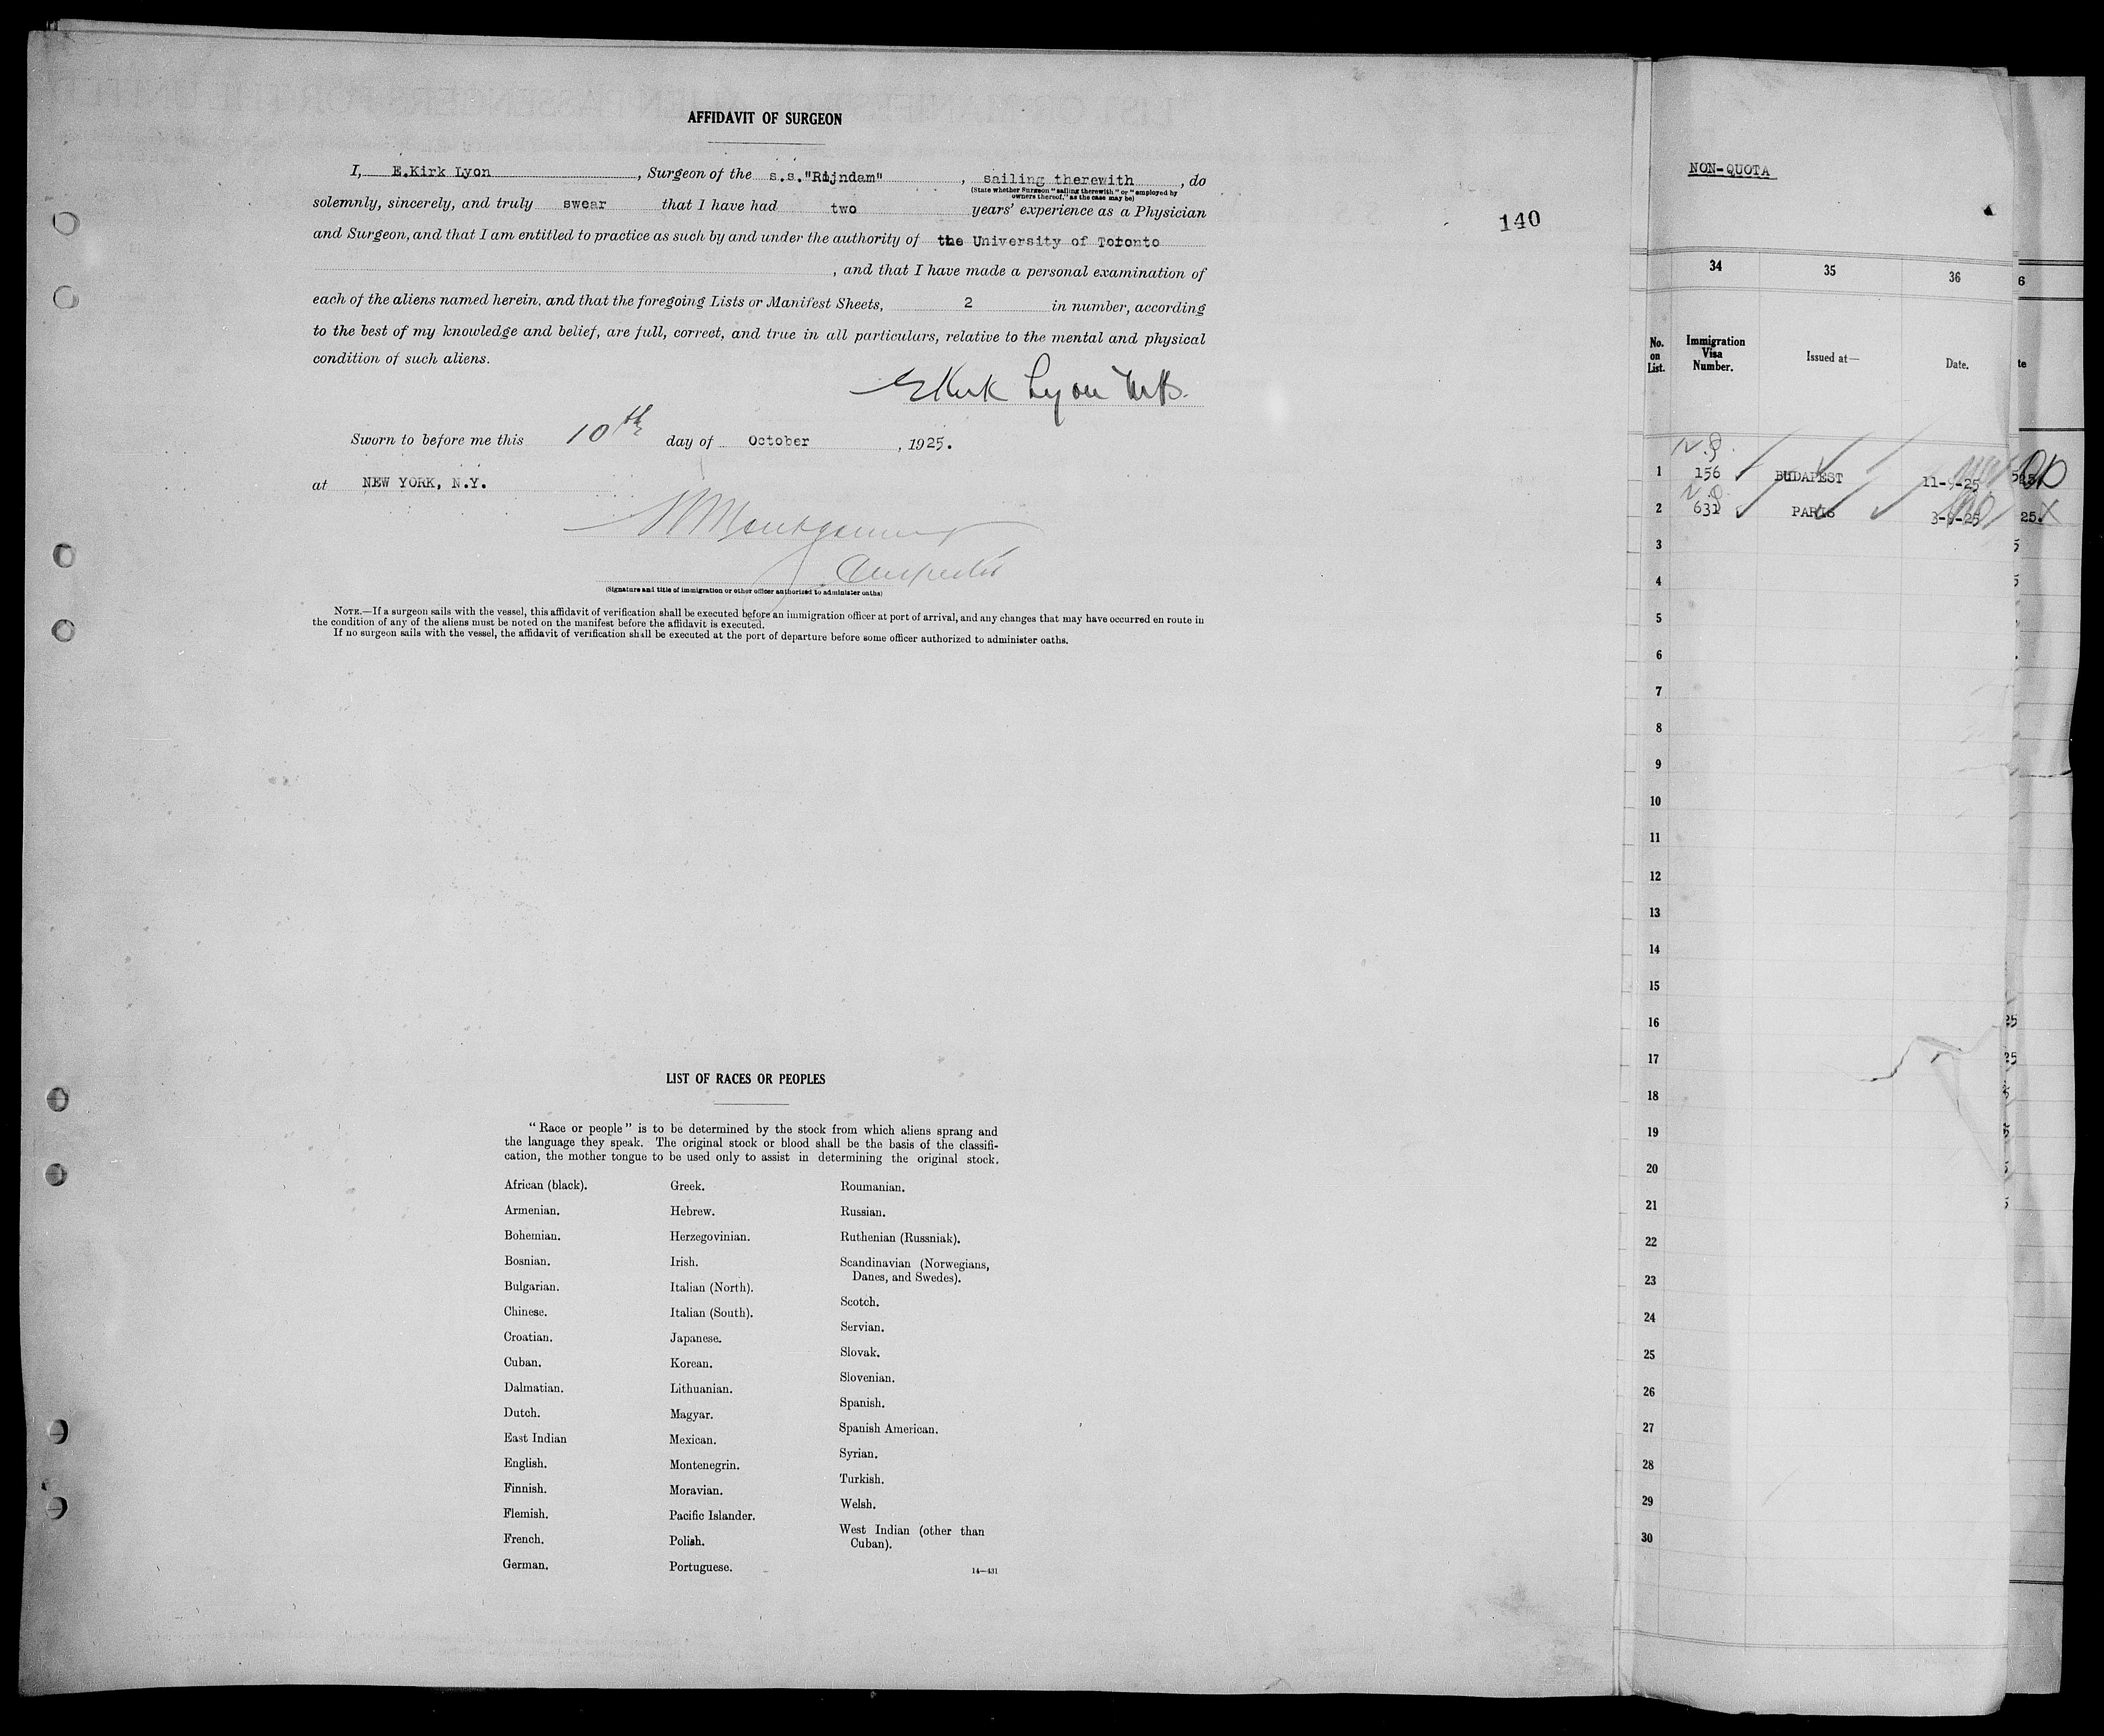 AFFIDAVIT OF SURGEON
I, E.Kirk Lyon, Surgeon of the s.s."Rijndam", sailing therewith, do
(State whether Surgeon "sailing therewith" or "employed by
owners thereof," as the case may be)
solemnly, sincerely, and truly swear that I have had two years' experience as a Physician
and Surgeon, and that I am entitled to practice as such by and under the authority of the University of Toronto
, and that I have made a personal examination of
each of the aliens named herein, and that the foregoing Lists or Manifest Sheets, 2 in number, according
to the best of my knowledge and belief, are full, correct, and true in all particulars, relative to the mental and physical
condition of such aliens.
E Kirk Lyon M.B.
Sworn to before me this 10th day of October, 1925.
at NEW YORK, N.Y.
Montgomery
Inspector
(Signature and title of immigration or other officer authorized to administer oaths)
NOTE.—If a surgeon sails with the vessel, this affidavit of verification shall be executed before an immigration officer at port of arrival, and any changes that may have occurred en route in
the condition of any of the aliens must be noted on the manifest before the affidavit is executed.
If no surgeon sails with the vessel, the affidavit of verification shall be executed at the port of departure before some officer authorized to administer oaths.
140
LIST OF RACES OR PEOPLES
"Race or people" is to be determined by the stock from which aliens sprang and
the language they speak. The original stock or blood shall be the basis of the classifi-
cation, the mother tongue to be used only to assist in determining the original stock.
African (black).
Armenian.
Bohemian.
Bosnian.
Bulgarian.
Chinese.
Croatian.
Cuban.
Dalmatian.
Dutch.
East Indian
English.
Finnish.
Flemish.
French.
German.
Greek.
Hebrew.
Herzegovinian.
Irish.
Italian (North).
Italian (South).
Japanese.
Korean.
Lithuanian.
Magyar.
Mexican.
Montenegrin.
Moravian.
Pacific Islander.
Polish.
Portuguese.
Roumanian.
Russian.
Ruthenian (Russniak).
Scandinavian (Norwegians,
Danes, and Swedes).
Scotch.
Servian.
Slovak.
Slovenian.
Spanish.
Spanish American.
Syrian.
Turkish.
Welsh.
West Indian (other than
Cuban).
14—431
NON-QUOTA
34 35 36
No.
on
List.
Immigration
Visa
Number.
Issued at—
Date.
1 156 BUDAPEST 11-9-25
2 631 PARIS 3-9-25
3
4
5
6
7
8
9
10
11
12
13
14
15
16
17
18
19
20
21
22
23
24
25
26
27
28
29
30